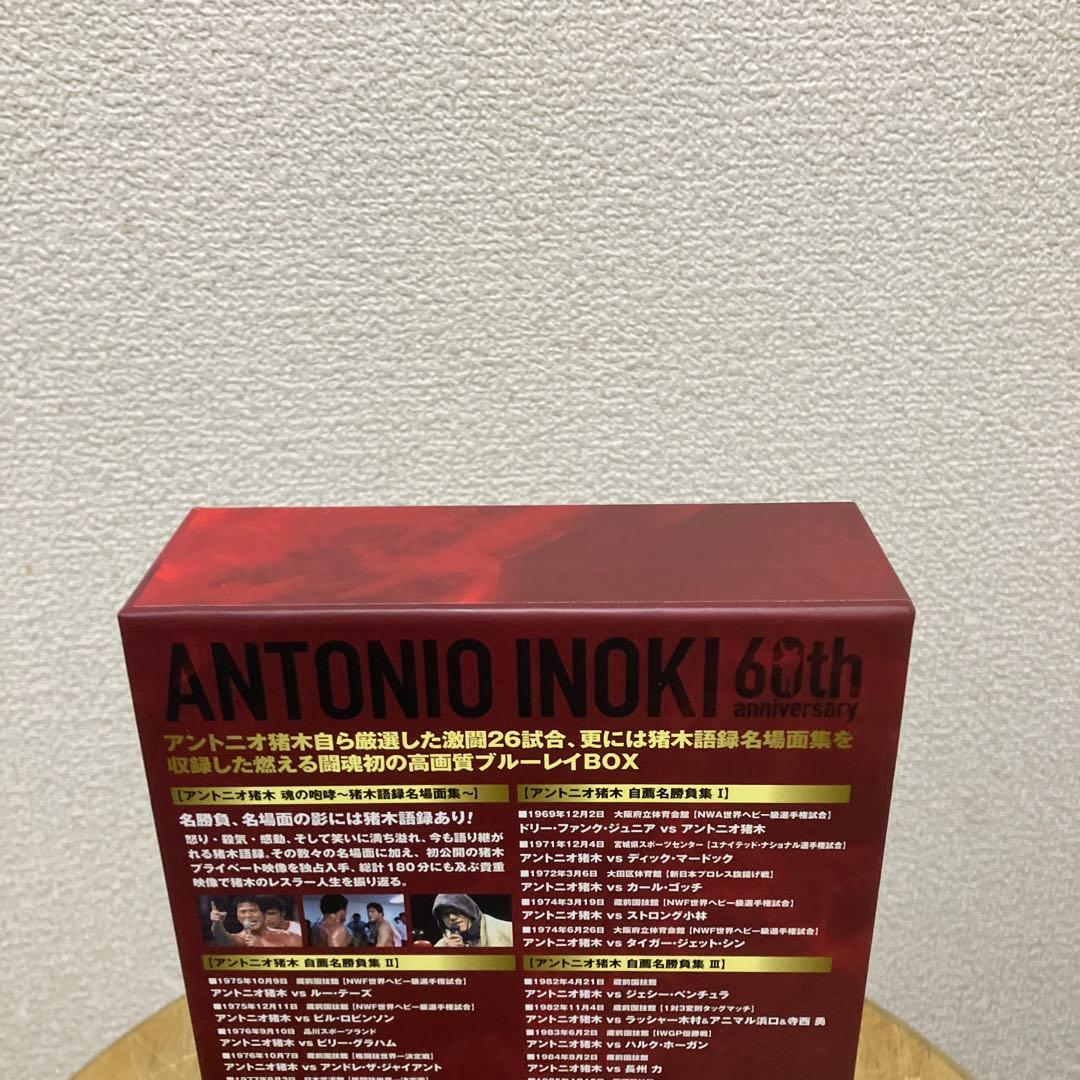 ANTONIO INOKI 60th
anniversary
アントニオ猪木自ら厳選した激闘26試合、更には猪木語録名場面集を
収録した燃える闘魂初の高画質ブルーレイBOX
【アントニオ猪木 魂の咆哮～猪木語録名場面集～】
名勝負、名場面の影には猪木語録あり!
怒り・殺気・感動、そして笑いに満ち溢れ、今も語り継が
れる猪木語録。その数々の名場面に加え、初公開の猪木
プライベート映像を独占入手、総計180分にも及ぶ貴重
映像で猪木のレスラー人生を振り返る。
【アントニオ猪木 自薦名勝負集 I】
■1969年12月2日 大阪府立体育会館【NWA世界ヘビー級選手権試合】
ドリー・ファンク・ジュニア vs アントニオ猪木
■1971年12月4日 宮城県スポーツセンター【ユナイテッド・ナショナル選手権試合】
アントニオ猪木 vs ディック・マードック
■1972年3月6日 大田区体育館【新日本プロレス旗揚げ戦】
アントニオ猪木 vs カール・ゴッチ
■1974年3月19日 蔵前国技館【NWF世界ヘビー級選手権試合】
アントニオ猪木 vs ストロング小林
■1974年6月26日 大阪府立体育会館【NWF世界ヘビー級選手権試合】
アントニオ猪木 vs タイガー・ジェット・シン
【アントニオ猪木 自薦名勝負集 II】
■1975年10月9日 蔵前国技館【NWF世界ヘビー級選手権試合】
アントニオ猪木 vs ルー・テーズ
■1975年12月11日 蔵前国技館【NWF世界ヘビー級選手権試合】
アントニオ猪木 vs ビル・ロビンソン
■1976年9月10日 品川スポーツランド
アントニオ猪木 vs ビリー・グラハム
■1976年10月7日 蔵前国技館【格闘技世界一決定戦】
アントニオ猪木 vs アンドレ・ザ・ジャイアント
【アントニオ猪木 自薦名勝負集 III】
■1982年4月21日 蔵前国技館
アントニオ猪木 vs ジェシー・ベンチュラ
■1982年11月4日 蔵前国技館【1対3変則タッグマッチ】
アントニオ猪木 vs ラッシャー木村&アニマル浜口&寺西 勇
■1983年6月2日 蔵前国技館【IWGP優勝戦】
アントニオ猪木 vs ハルク・ホーガン
■1984年8月2日 蔵前国技館
アントニオ猪木 vs 長州 力